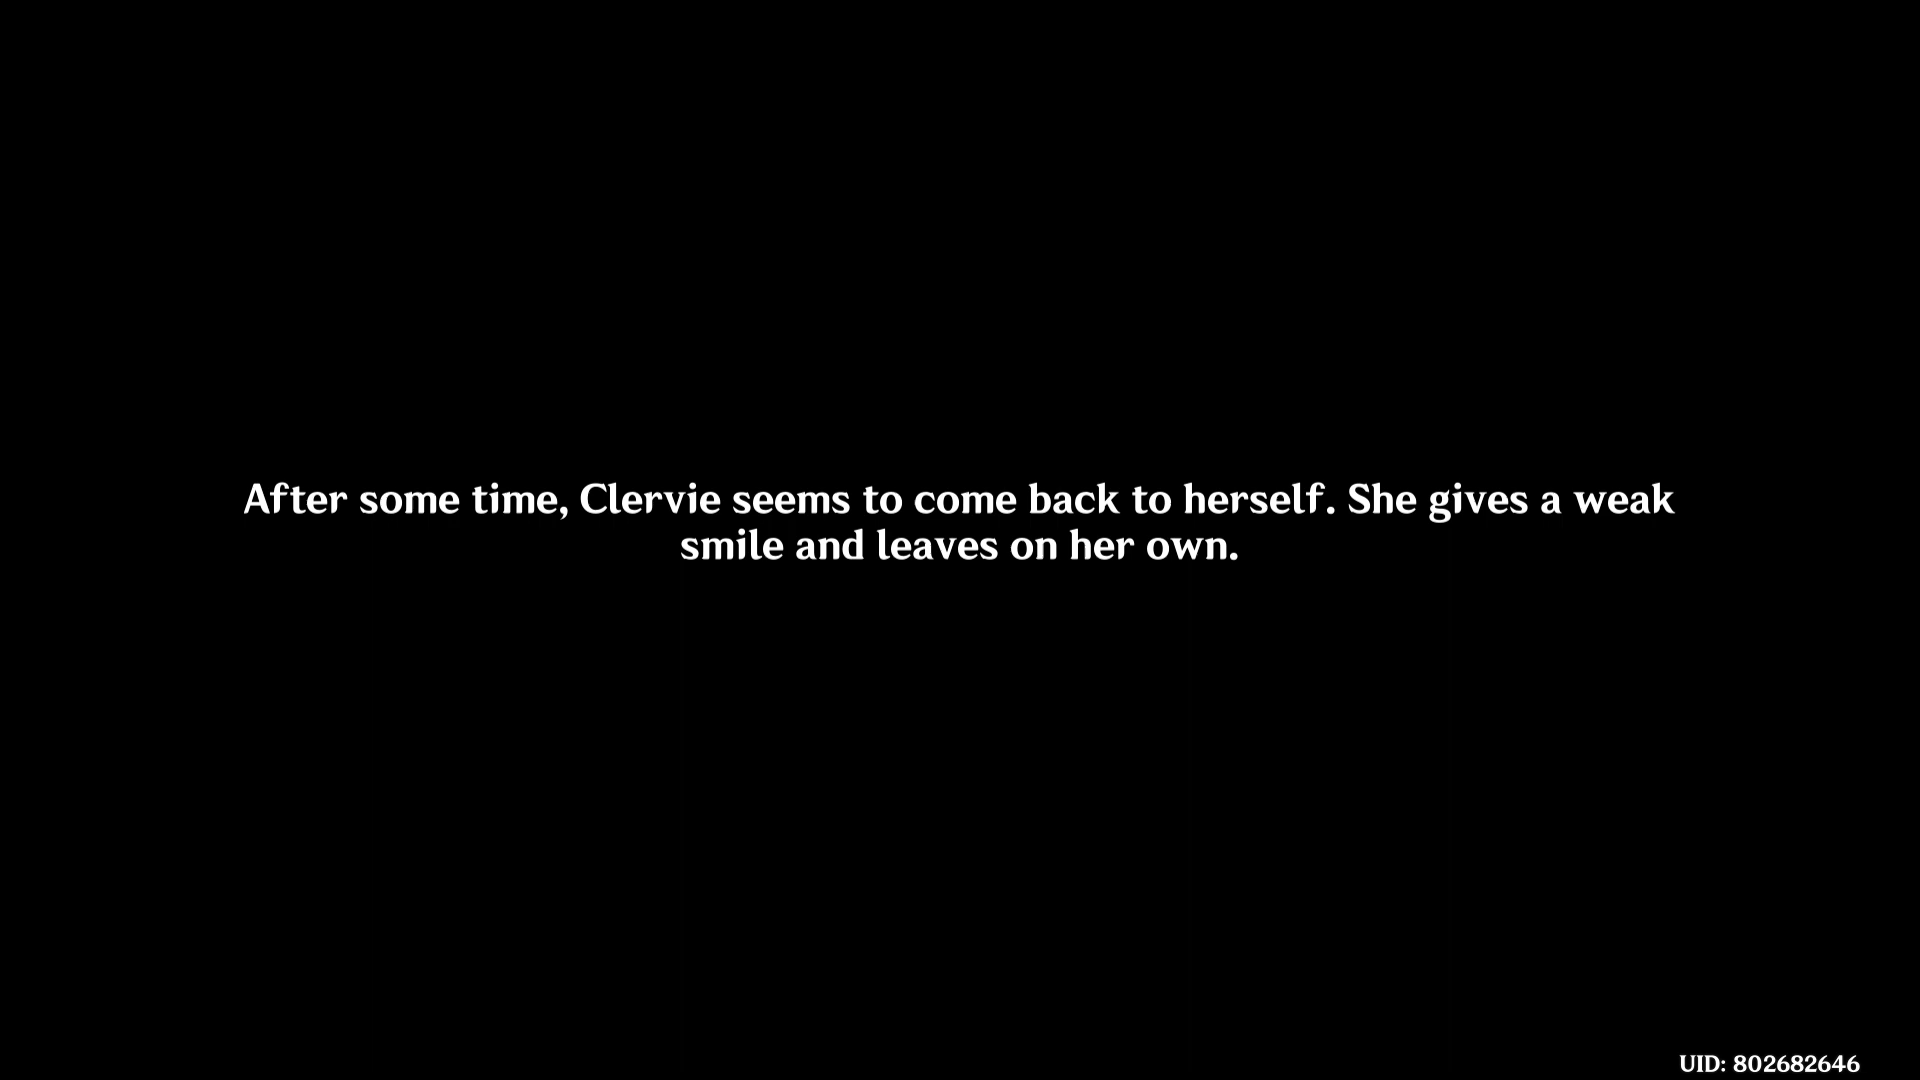 After some time, Clervie seems to come back to herself. She gives a weak
smile and leaves on her own.
UID: 802682646